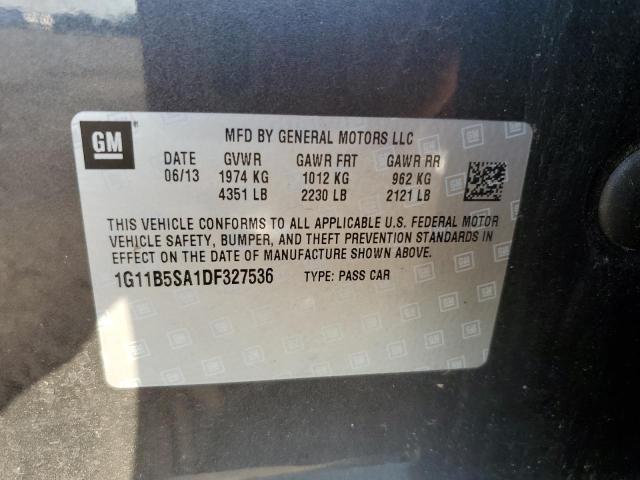 GM
MFD BY GENERAL MOTORS LLC
DATE GVWR GAWR FRT GAWR RR
06/13 1974 KG 1012 KG 962 KG
4351 LB 2230 LB 2121 LB
THIS VEHICLE CONFORMS TO ALL APPLICABLE U.S. FEDERAL MOTOR
VEHICLE SAFETY, BUMPER, AND THEFT PREVENTION STANDARDS IN
EFFECT ON THE DATE OF MANUFACTURE SHOWN ABOVE.
1G11B5SA1DF327536 TYPE: PASS CAR